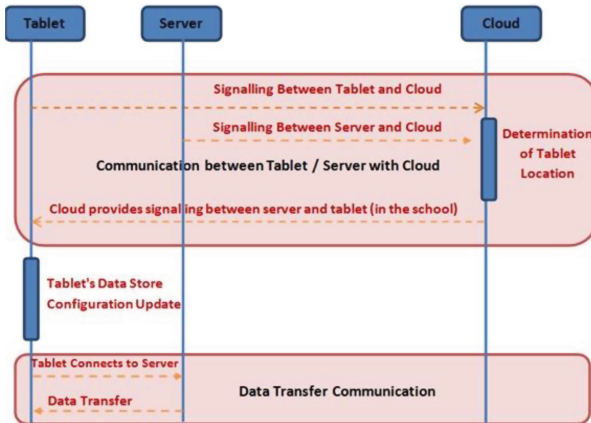 Tablet
Server
Cloud
Signalling Between Tablet and Cloud
Signalling Between Server and Cloud
Determination
of Tablet
Location
Communication between Tablet / Server with Cloud
Cloud provides signalling between server and tablet (in the school)
Tablet's Data Store
Configuration Update
Tablet Connects to Server
Data Transfer Communication
Data Transfer